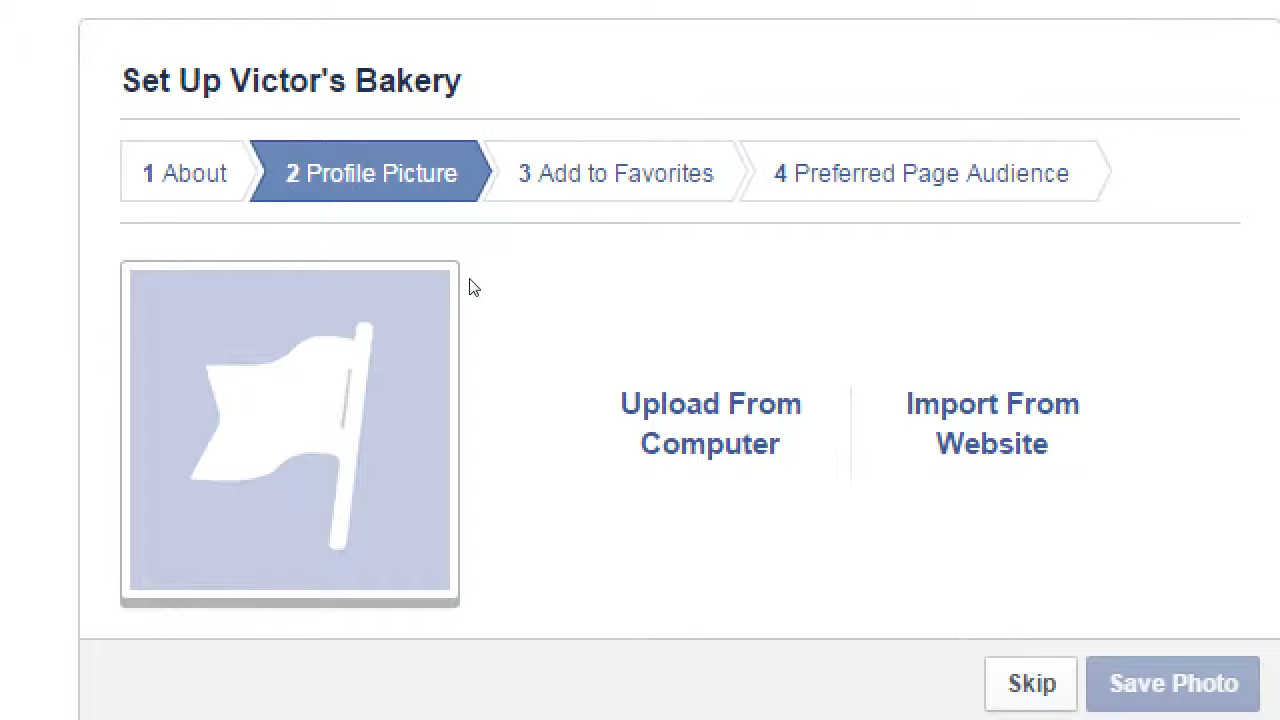 Set Up Victor's Bakery
1 About 2 Profile Picture 3 Add to Favorites 4 Preferred Page Audience
Upload From
Computer
Import From
Website
Skip Save Photo